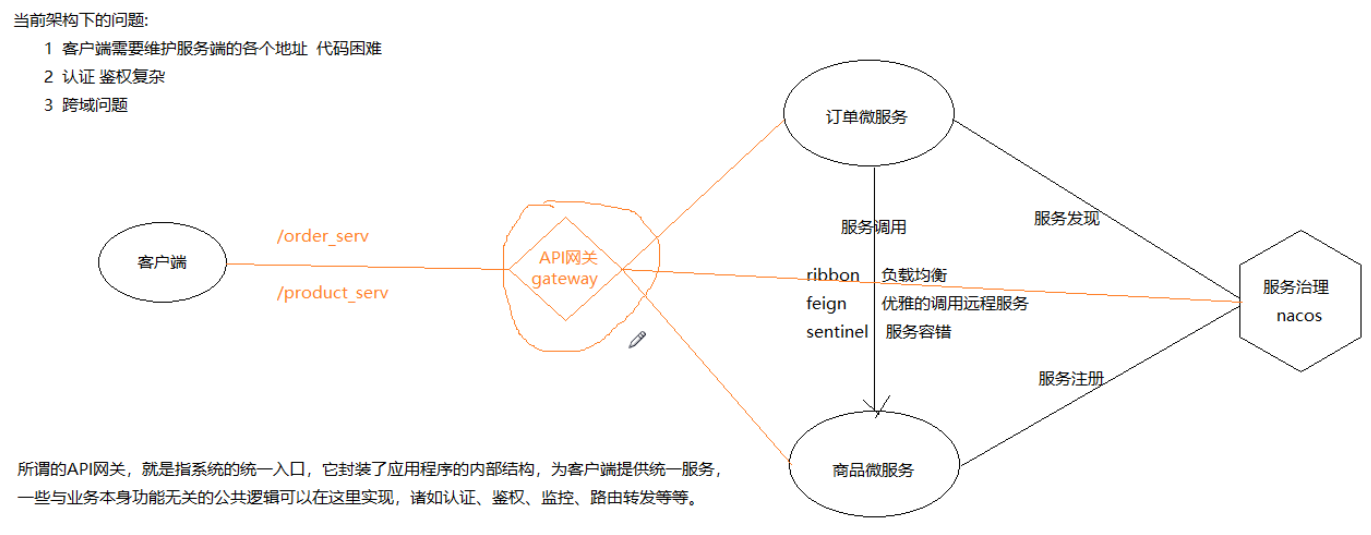 当前架构下的问题:
1 客户端需要维护服务端的各个地址 代码困难
2 认证 鉴权复杂
3 跨域问题
订单微服务
服务发现
服务调用
/order_serv
客户端
API网关
gateway
/product_serv
ribbon 负载均衡
feign 优雅的调用远程服务
sentinel 服务容错
服务治理
nacos
服务注册
商品微服务
所谓的API网关，就是指系统的统一入口，它封装了应用程序的内部结构，为客户端提供统一服务，
一些与业务本身功能无关的公共逻辑可以在这里实现，诸如认证、鉴权、监控、路由转发等等。